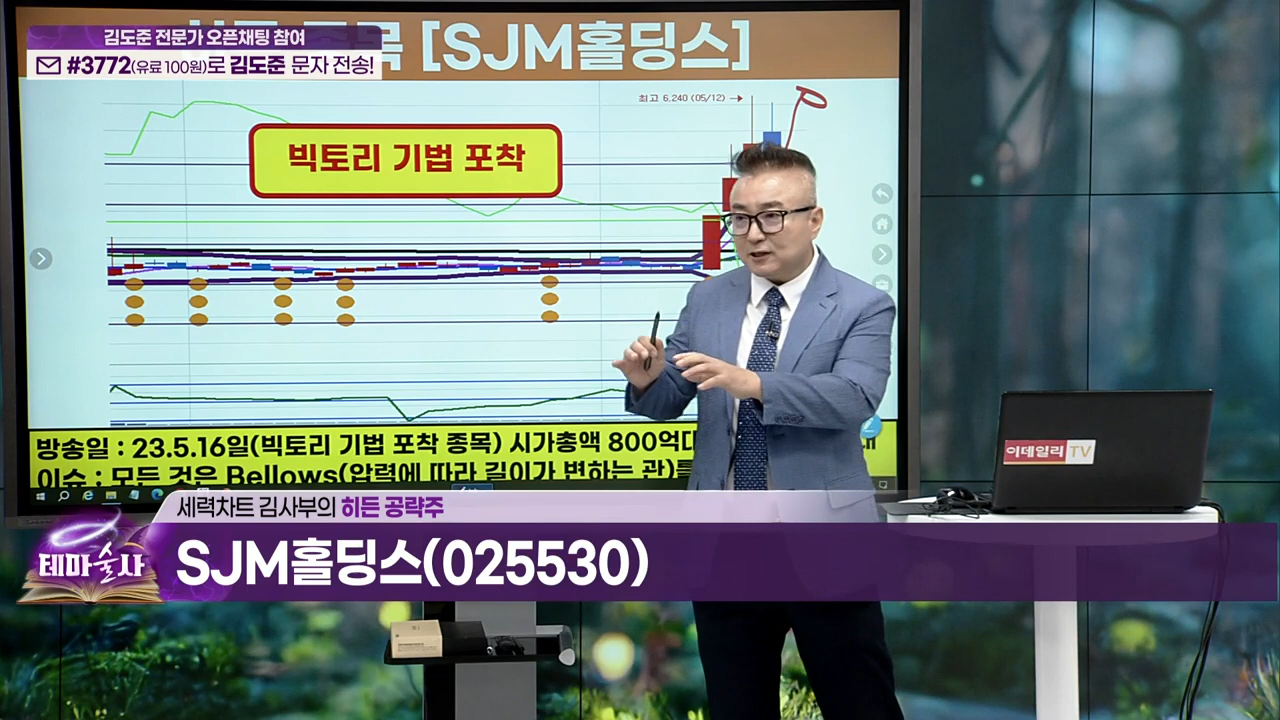 김도준 전문가 오픈채팅 참여
#3772(유료 100원)로 김도준 문자 전송!
[SJM홀딩스]
최고 6,240 (05/12)
빅토리 기법 포착
방송일 : 23.5.16일(빅토리 기법 포착 종목) 시가총액 800억대
이슈 : 모든 것은 Bellows(압력에 따라 길이가 변하는 관)를
이데일리 TV
세력차트 김사부의 히든 공략주
테마술사
SJM홀딩스(025530)